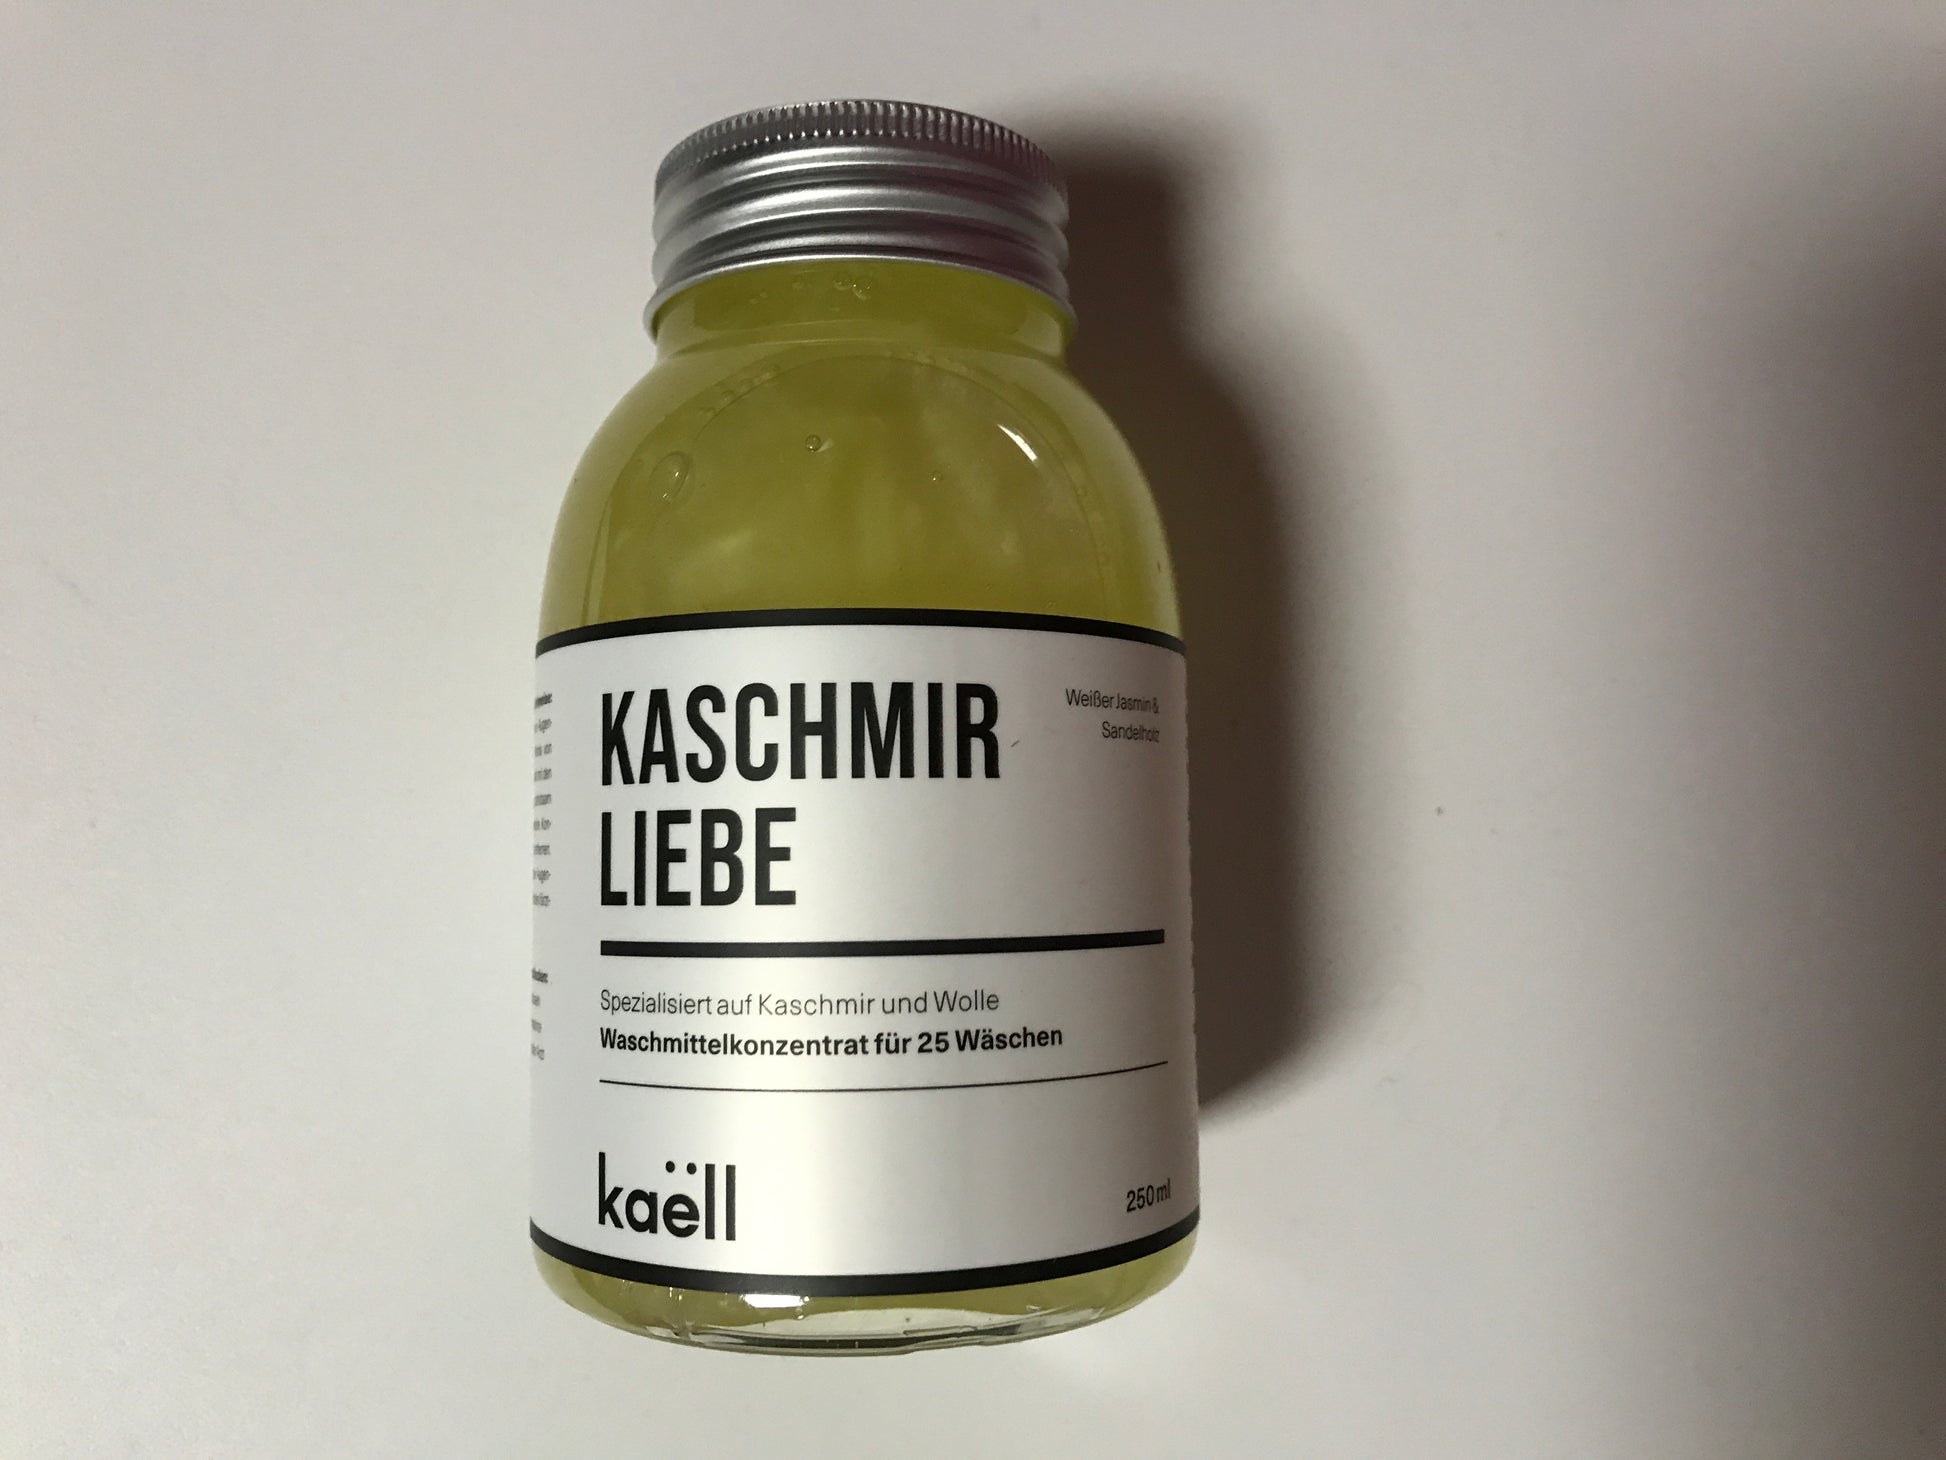 KASCHMIR
LIEBE
Weißer Jasmin &
Sandelholz
Spezialisiert auf Kaschmir und Wolle
Waschmittelkonzentrat für 25 Wäschen
kaëll
250 ml